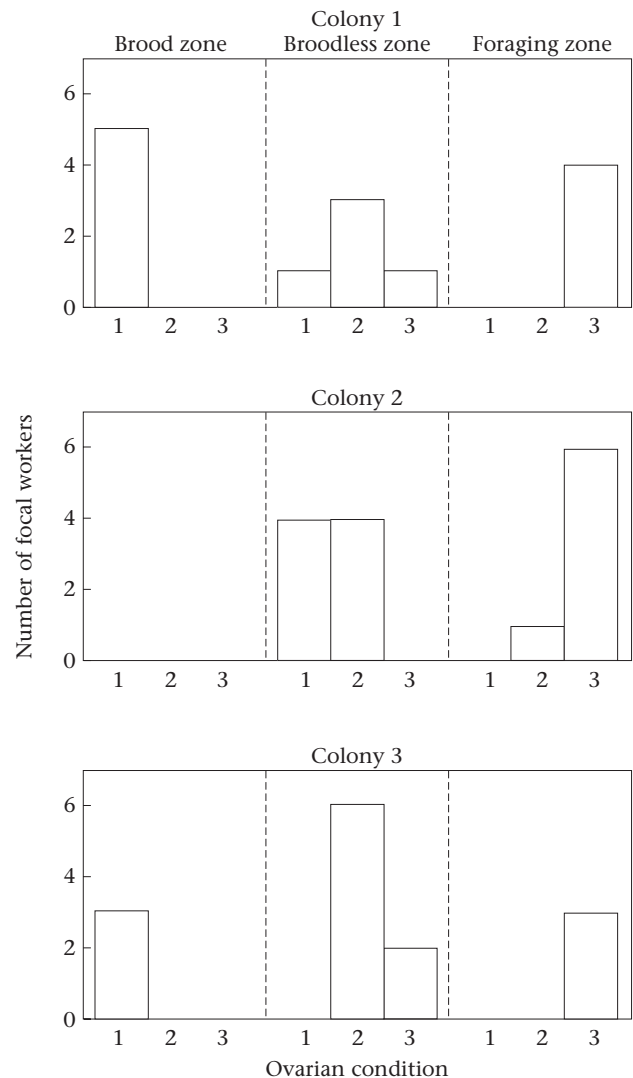 Colony 1
Brood zone Broodless zone Foraging zone
6
4
2
0
1 2 3 1 2 3 1 2 3
Colony 2
6
4
2
0
1 2 3 1 2 3 1 2 3
Number of focal workers
Colony 3
6
4
2
0
1 2 3 1 2 3 1 2 3
Ovarian condition